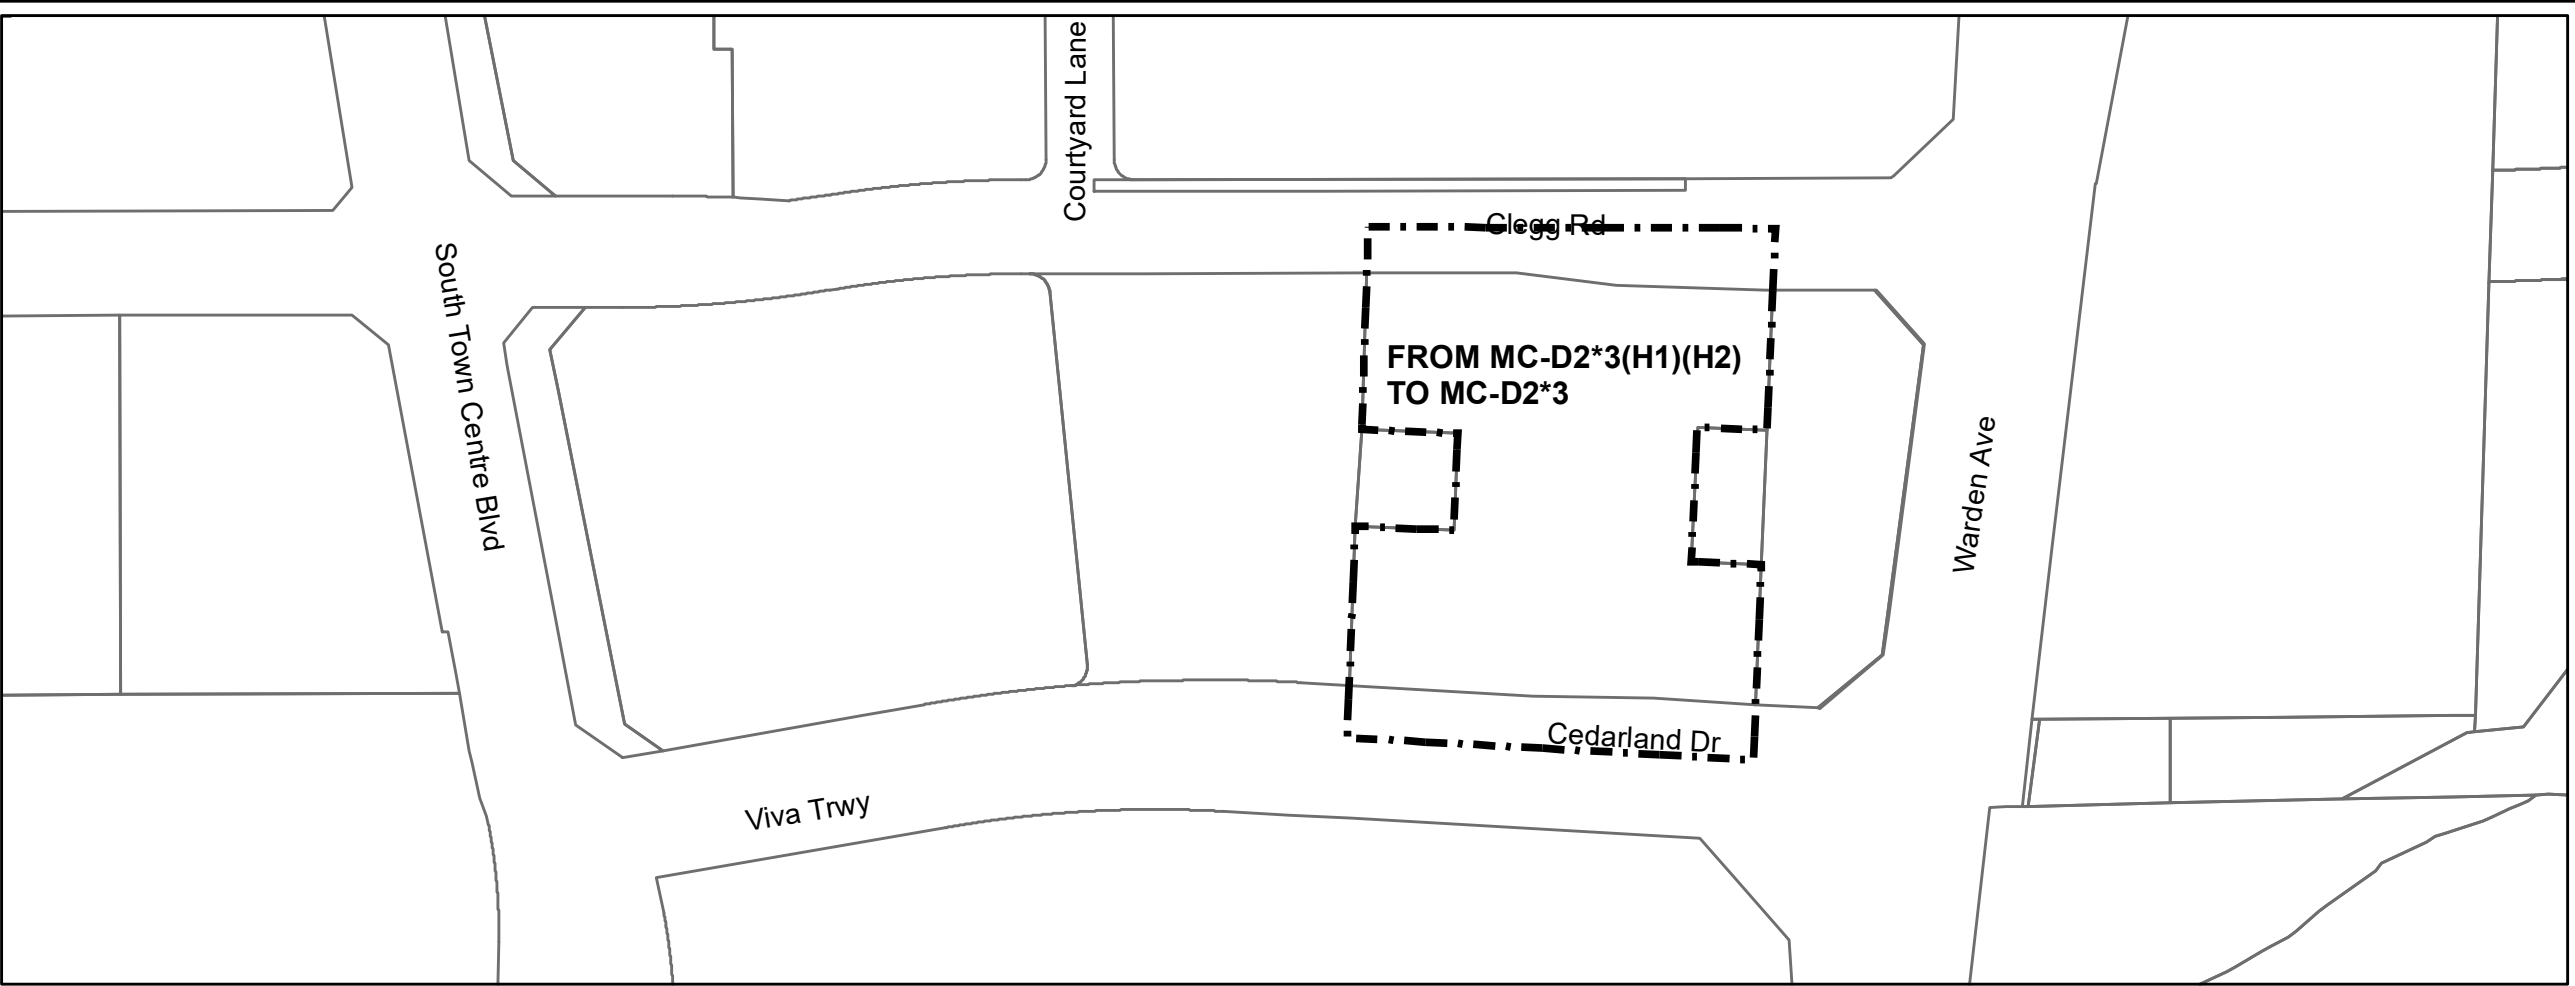 Courtyard Lane
Clegg Rd
South Town Centre Blvd
FROM MC-D2*3(H1)(H2)
TO MC-D2*3
Warden Ave
Cedarland Dr
Viva Trwy